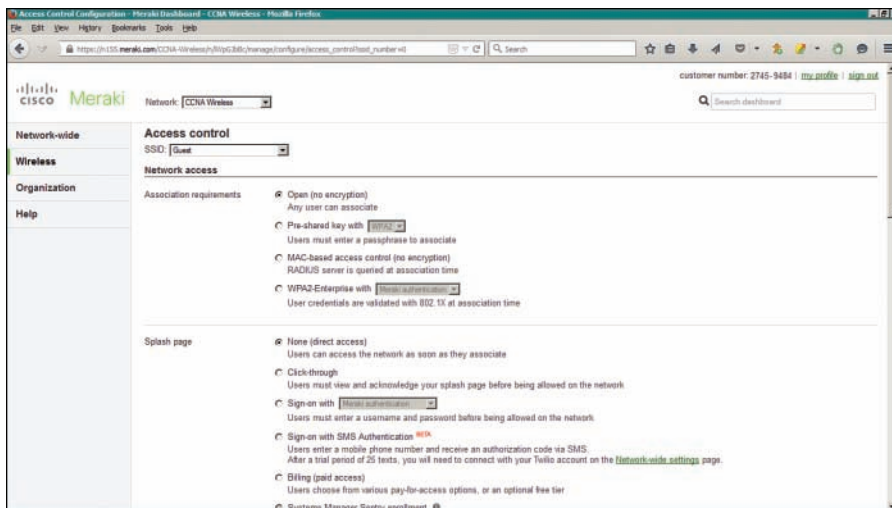 Access Control Configuration - Meraki Dashboard - CCNA Wireless - Mozilla Firefox
File Edit View History Bookmarks Tools Help
Search
customer number: 2745-9484 | my profile | sign out
cisco Meraki
Network: CCNA Wireless
Search dashboard
Network-wide
Wireless
Organization
Help
Access control
SSID: Guest
Network access
Association requirements
Open (no encryption)
Any user can associate
Pre-shared key with WPA2
Users must enter a passphrase to associate
MAC-based access control (no encryption)
RADIUS server is queried at association time
WPA2-Enterprise with Meraki authentication
User credentials are validated with 802.1X at association time
Splash page
None (direct access)
Users can access the network as soon as they associate
Click-through
Users must view and acknowledge your splash page before being allowed on the network
Sign-on with Meraki authentication
Users must enter a username and password before being allowed on the network
Sign-on with SMS Authentication BETA
Users enter a mobile phone number and receive an authorization code via SMS.
After a trial period of 25 texts, you will need to connect with your Twilio account on the Network-wide settings page.
Billing (paid access)
Users choose from various pay-for-access options, or an optional free tier
Systems Manager Sentry enrollment